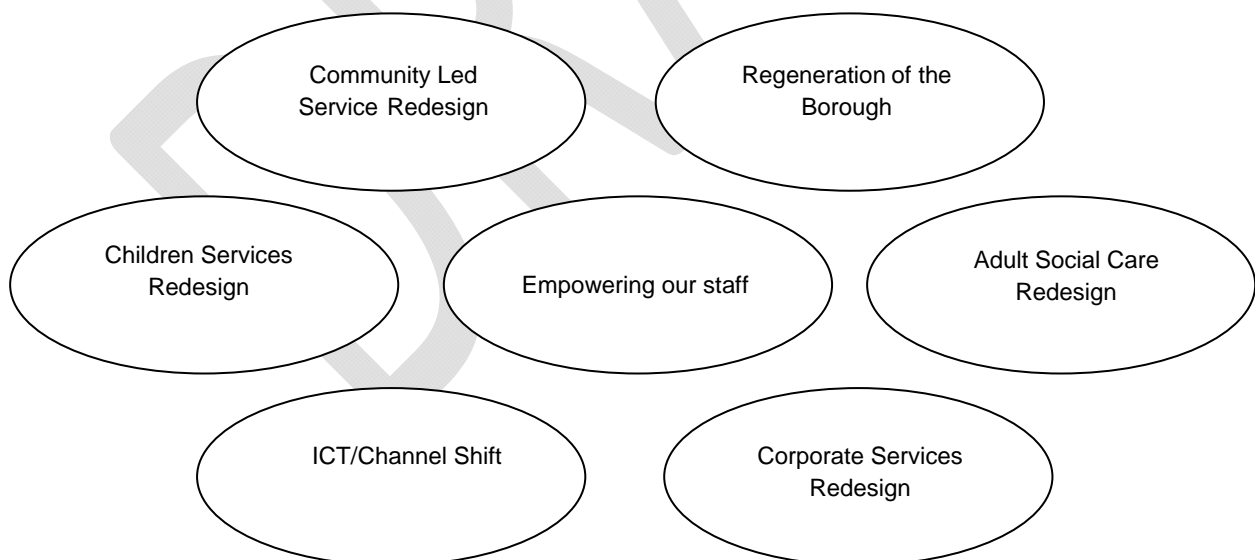 Community Led
Service Redesign
Regeneration of the
Borough
Children Services
Redesign
Empowering our staff
Adult Social Care
Redesign
ICT/Channel Shift
Corporate Services
Redesign